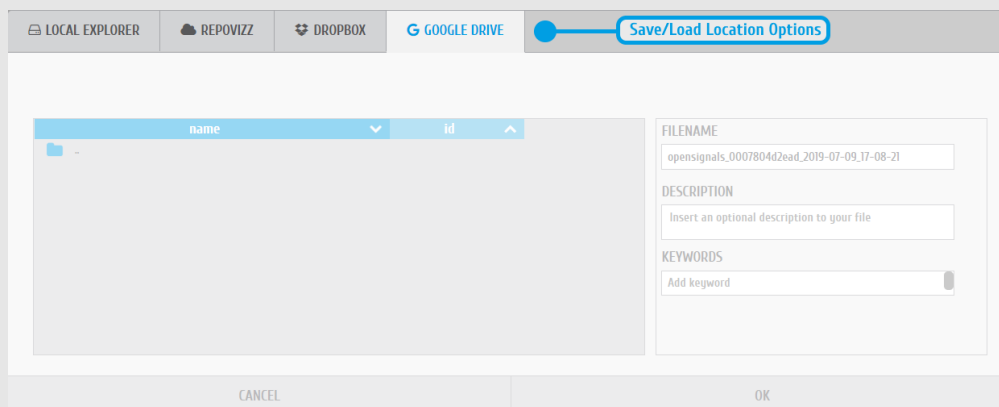 LOCAL EXPLORER REPOVIZZ DROPBOX GOOGLE DRIVE Save/Load Location Options
name id
FILENAME
opensignals_0007804d2ead_2019-07-09_17-08-21
DESCRIPTION
Insert an optional description to your file
KEYWORDS
Add keyword
CANCEL OK